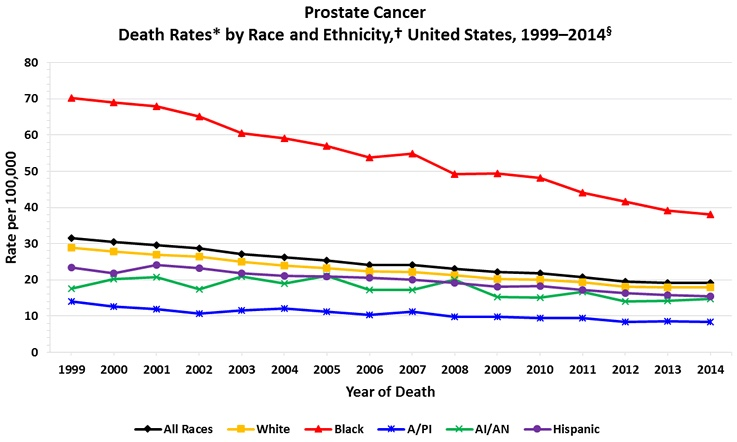 Prostate Cancer
Death Rates* by Race and Ethnicity,† United States, 1999–2014§
Rate per 100,000
80
70
60
50
40
30
20
10
0
1999 2000 2001 2002 2003 2004 2005 2006 2007 2008 2009 2010 2011 2012 2013 2014
Year of Death
All Races White Black A/PI AI/AN Hispanic